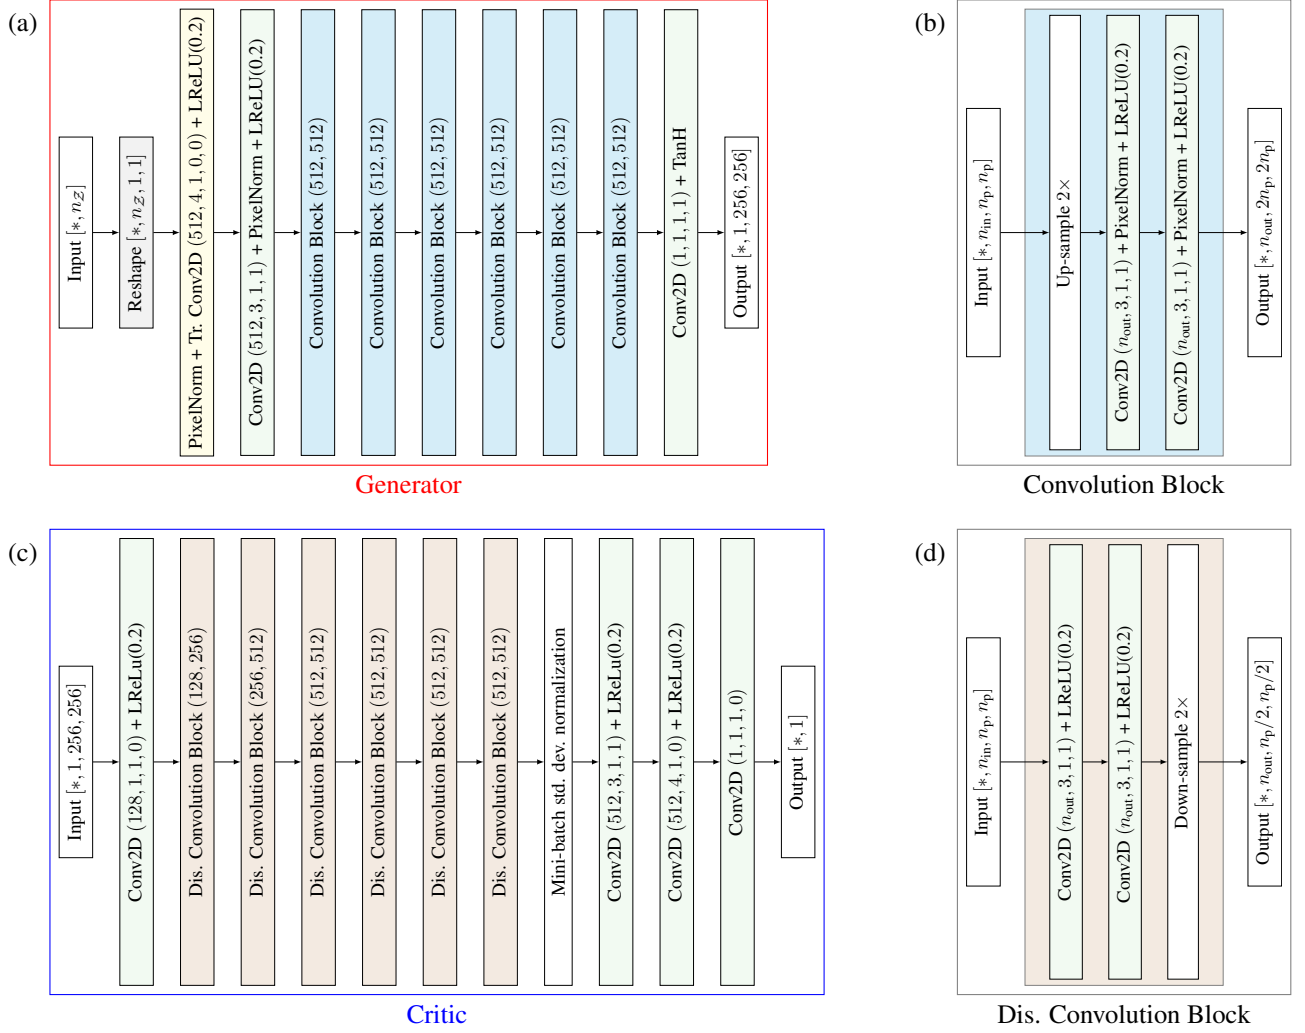 (a)
Input [∗, n𝒵]
Reshape [∗, n𝒵, 1, 1]
PixelNorm + Tr. Conv2D (512, 4, 1, 0, 0) + LReLU(0.2)
Conv2D (512, 3, 1, 1) + PixelNorm + LReLU(0.2)
Convolution Block (512, 512)
Convolution Block (512, 512)
Convolution Block (512, 512)
Convolution Block (512, 512)
Convolution Block (512, 512)
Convolution Block (512, 512)
Conv2D (1, 1, 1, 1) + TanH
Output [∗, 1, 256, 256]
Generator
(b)
Input [∗, n_in, n_p, n_p]
Up-sample 2×
Conv2D (n_out, 3, 1, 1) + PixelNorm + LReLU(0.2)
Conv2D (n_out, 3, 1, 1) + PixelNorm + LReLU(0.2)
Output [∗, n_out, 2n_p, 2n_p]
Convolution Block
(c)
Input [∗, 1, 256, 256]
Conv2D (128, 1, 1, 0) + LReLu(0.2)
Dis. Convolution Block (128, 256)
Dis. Convolution Block (256, 512)
Dis. Convolution Block (512, 512)
Dis. Convolution Block (512, 512)
Dis. Convolution Block (512, 512)
Dis. Convolution Block (512, 512)
Mini-batch std. dev. normalization
Conv2D (512, 3, 1, 1) + LReLu(0.2)
Conv2D (512, 4, 1, 0) + LReLu(0.2)
Conv2D (1, 1, 1, 0)
Output [∗, 1]
Critic
(d)
Input [∗, n_in, n_p, n_p]
Conv2D (n_out, 3, 1, 1) + LReLU(0.2)
Conv2D (n_out, 3, 1, 1) + LReLU(0.2)
Down-sample 2×
Output [∗, n_out, n_p/2, n_p/2]
Dis. Convolution Block